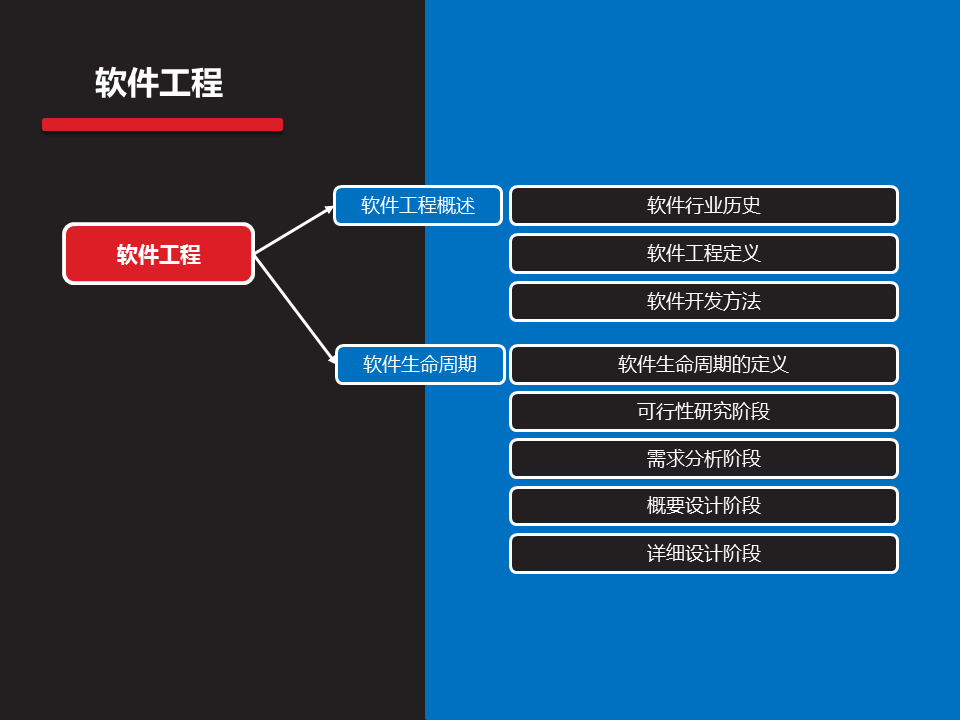 软件工程
软件工程
软件工程概述
软件行业历史
软件工程定义
软件开发方法
软件生命周期
软件生命周期的定义
可行性研究阶段
需求分析阶段
概要设计阶段
详细设计阶段